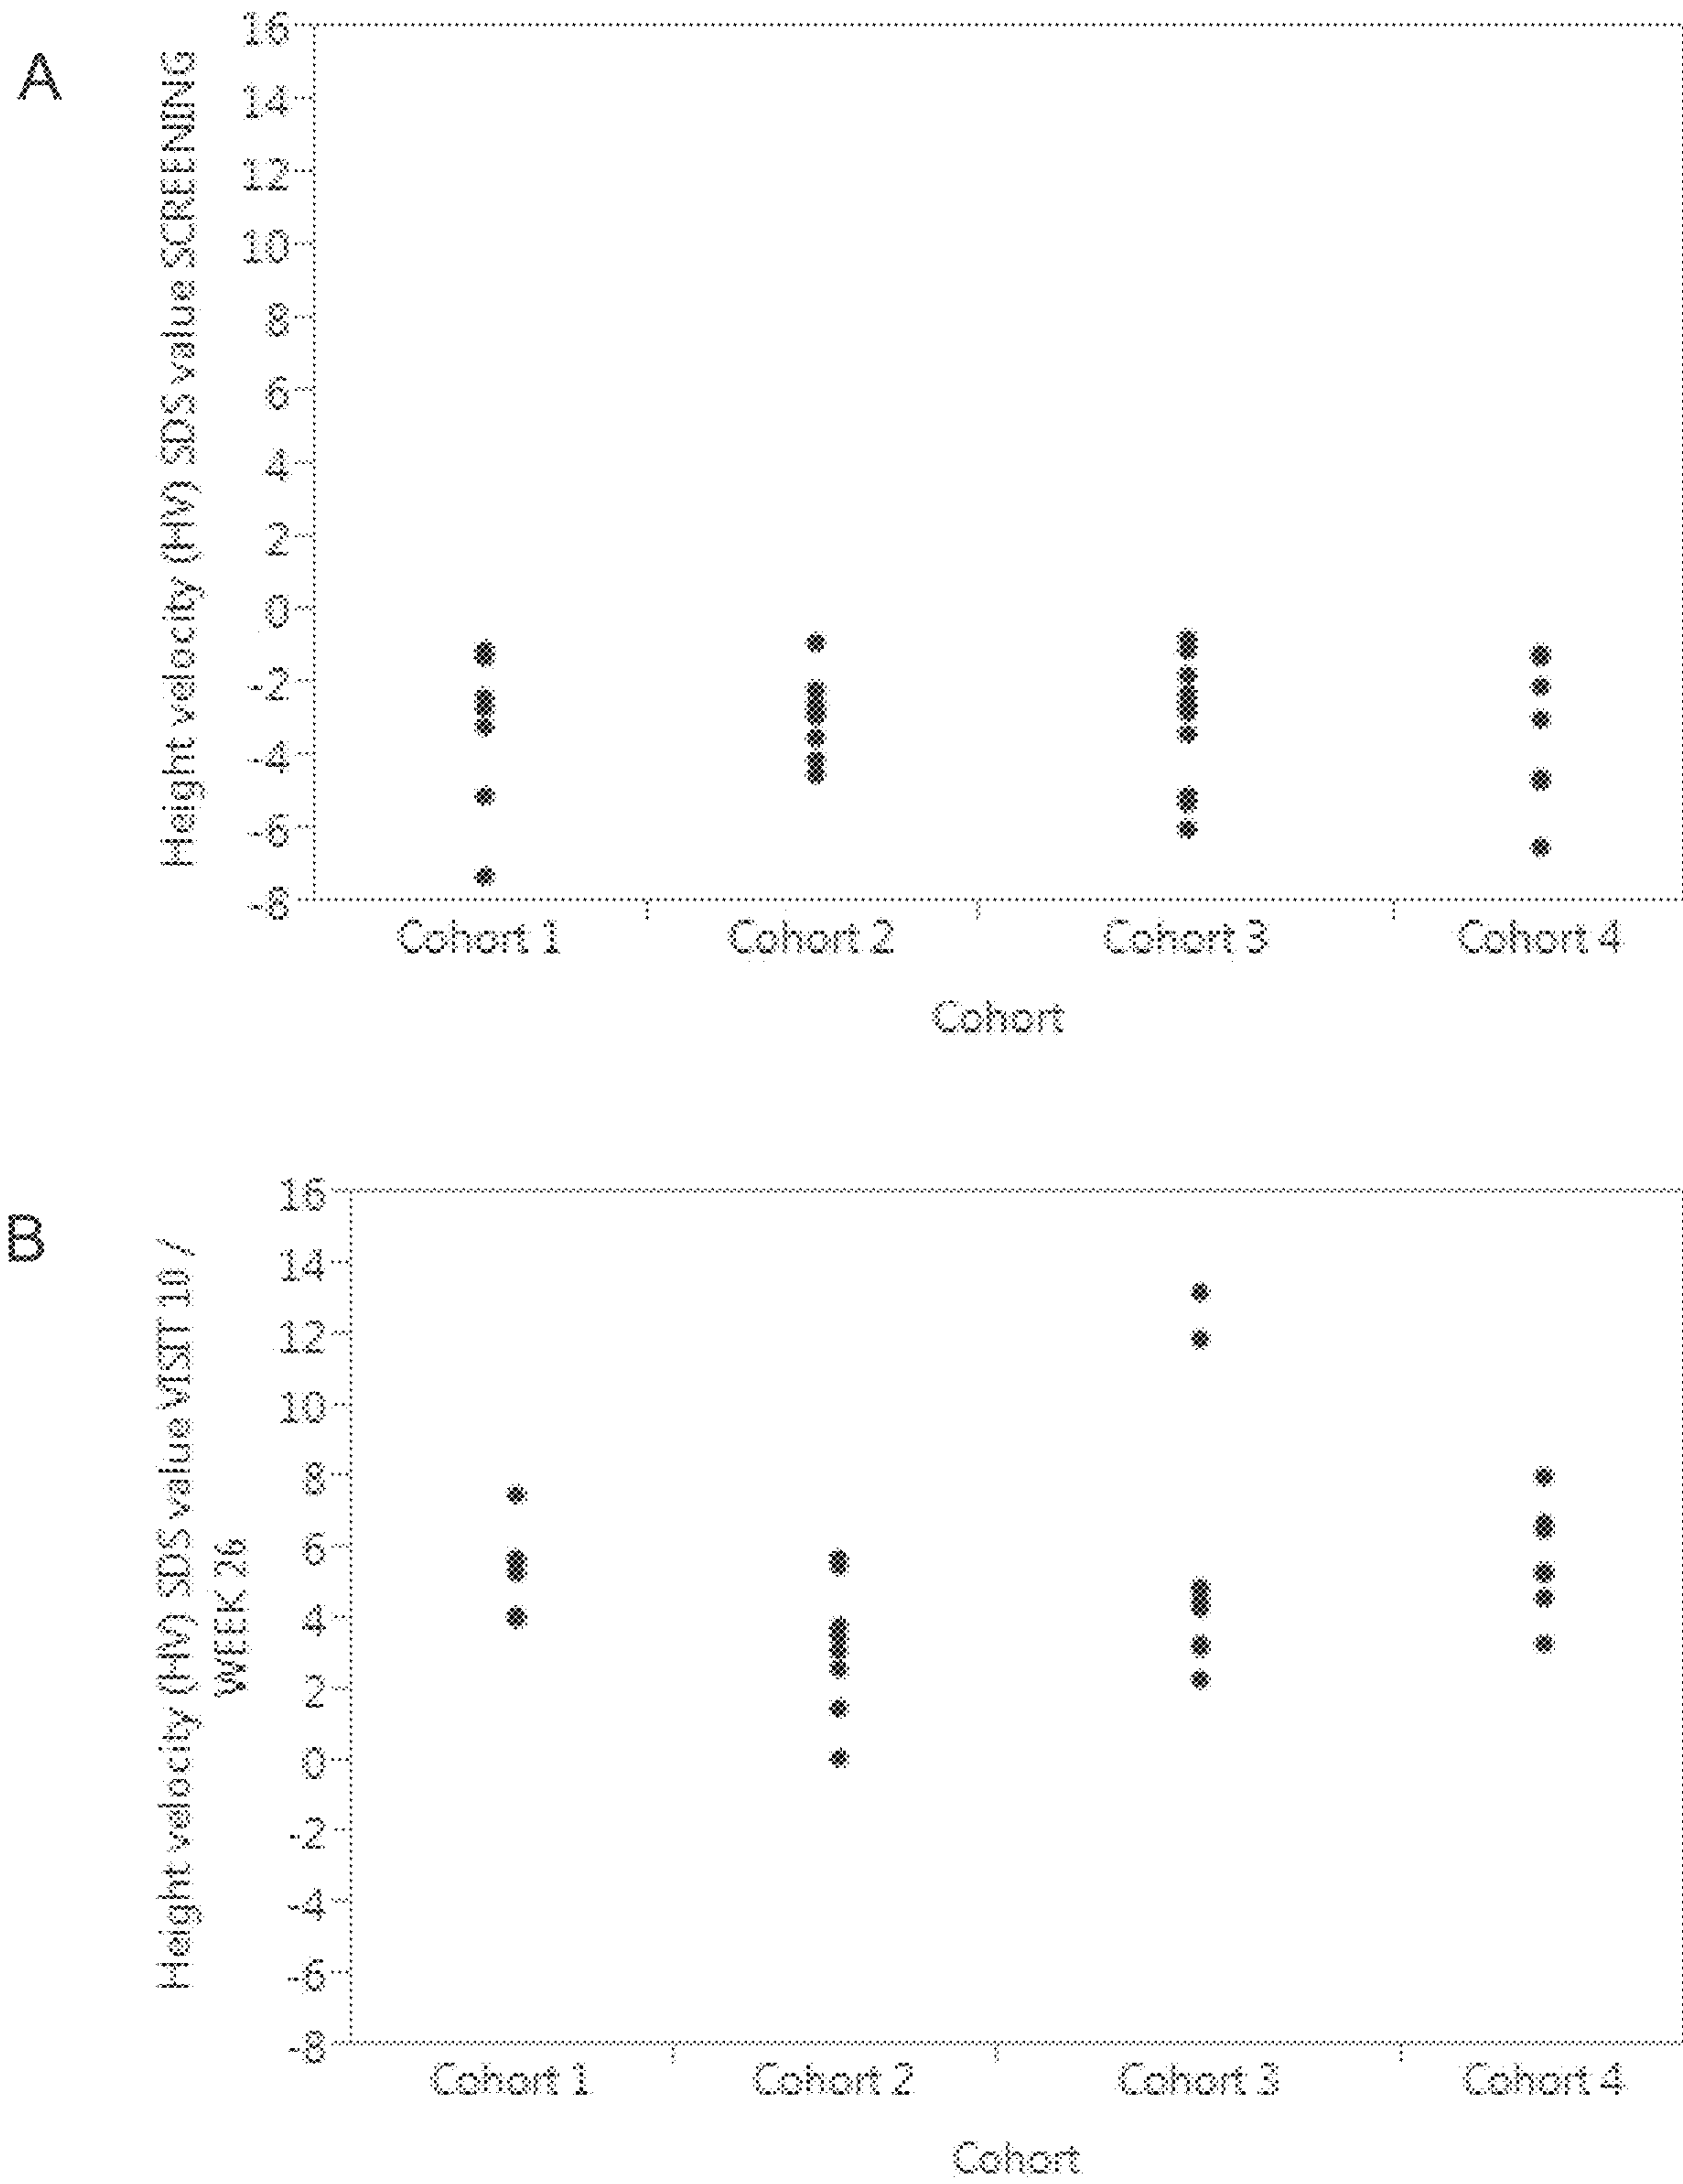 A
Height velocity (HV) SDS value SCREENING
16
14
12
10
8
6
4
2
0
-2
-4
-6
-8
Cohort 1 Cohort 2 Cohort 3 Cohort 4
Cohort
B
Height velocity (HV) SDS value VISIT 10 /
WEEK 26
16
14
12
10
8
6
4
2
0
-2
-4
-6
-8
Cohort 1 Cohort 2 Cohort 3 Cohort 4
Cohort